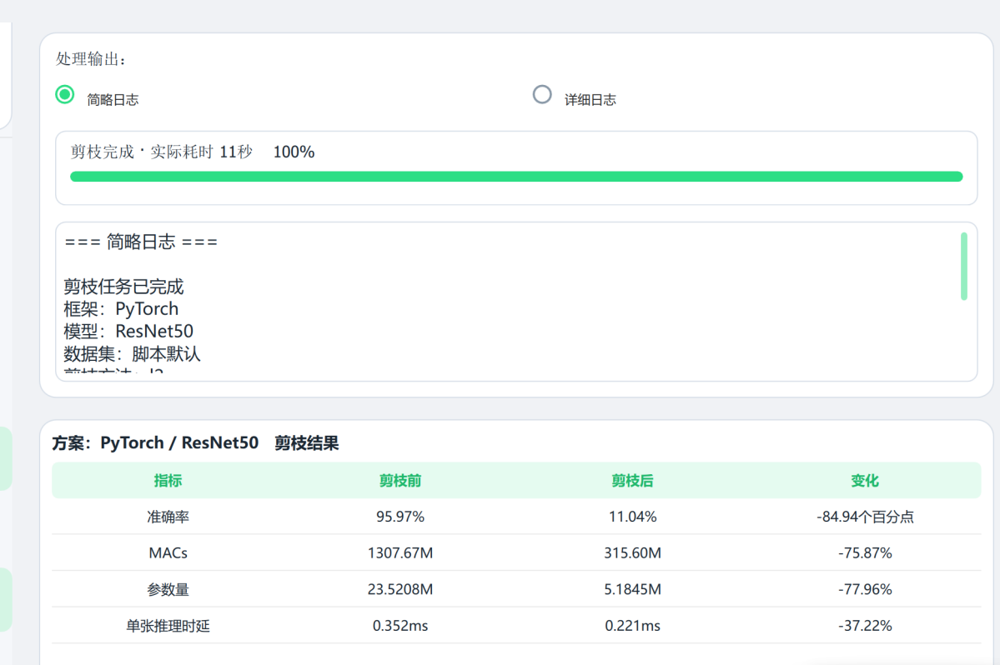 处理输出：
简略日志 详细日志
剪枝完成 · 实际耗时 11秒 100%
=== 简略日志 ===
剪枝任务已完成
框架：PyTorch
模型：ResNet50
数据集：脚本默认
方案：PyTorch / ResNet50 剪枝结果
指标 剪枝前 剪枝后 变化
准确率 95.97% 11.04% -84.94个百分点
MACs 1307.67M 315.60M -75.87%
参数量 23.5208M 5.1845M -77.96%
单张推理时延 0.352ms 0.221ms -37.22%